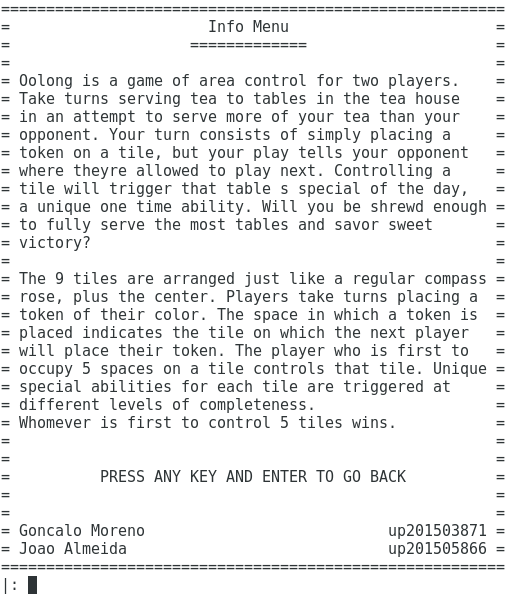 ========================================================
= Info Menu =
= ============= =
= =
= Oolong is a game of area control for two players. =
= Take turns serving tea to tables in the tea house =
= in an attempt to serve more of your tea than your =
= opponent. Your turn consists of simply placing a =
= token on a tile, but your play tells your opponent =
= where theyre allowed to play next. Controlling a =
= tile will trigger that table s special of the day, =
= a unique one time ability. Will you be shrewd enough =
= to fully serve the most tables and savor sweet =
= victory? =
= =
= The 9 tiles are arranged just like a regular compass =
= rose, plus the center. Players take turns placing a =
= token of their color. The space in which a token is =
= placed indicates the tile on which the next player =
= will place their token. The player who is first to =
= occupy 5 spaces on a tile controls that tile. Unique =
= special abilities for each tile are triggered at =
= different levels of completeness. =
= Whomever is first to control 5 tiles wins. =
= =
= =
= PRESS ANY KEY AND ENTER TO GO BACK =
= =
= =
= Goncalo Moreno up201503871 =
= Joao Almeida up201505866 =
========================================================
|: